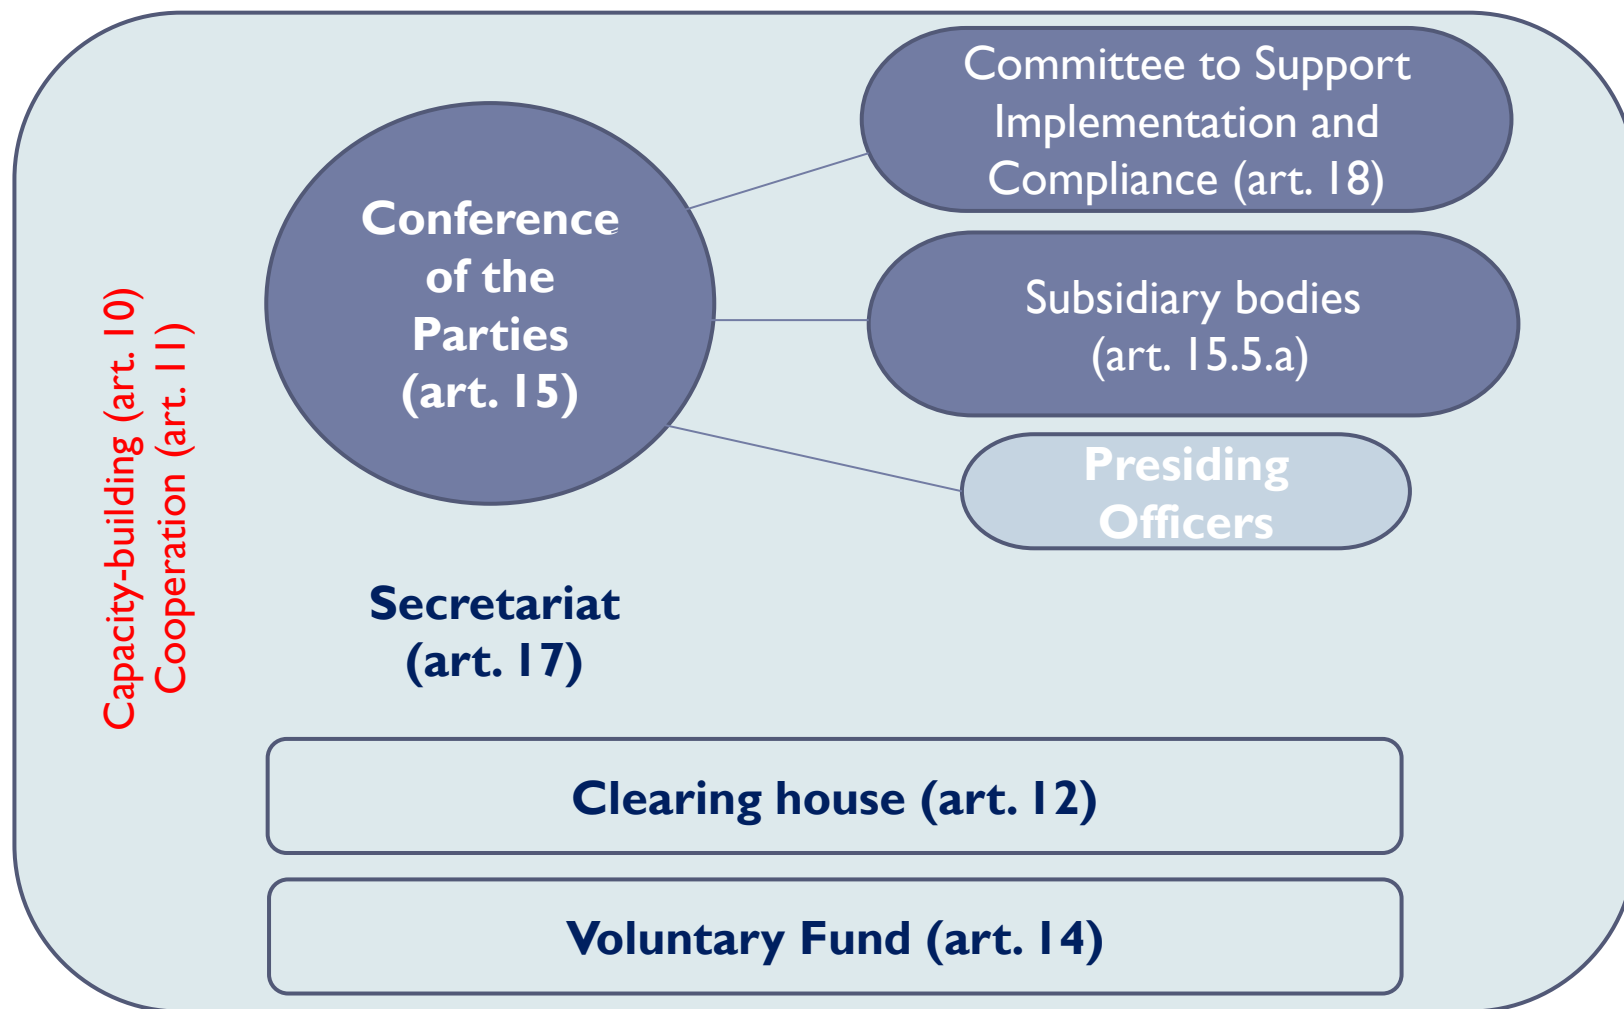 Committee to Support
Implementation and
Compliance (art. 18)
Conference
of the
Parties
(art. 15)
Subsidiary bodies
(art. 15.5.a)
Presiding
Officers
Capacity-building (art. 10)
Cooperation (art. 11)
Secretariat
(art. 17)
Clearing house (art. 12)
Voluntary Fund (art. 14)